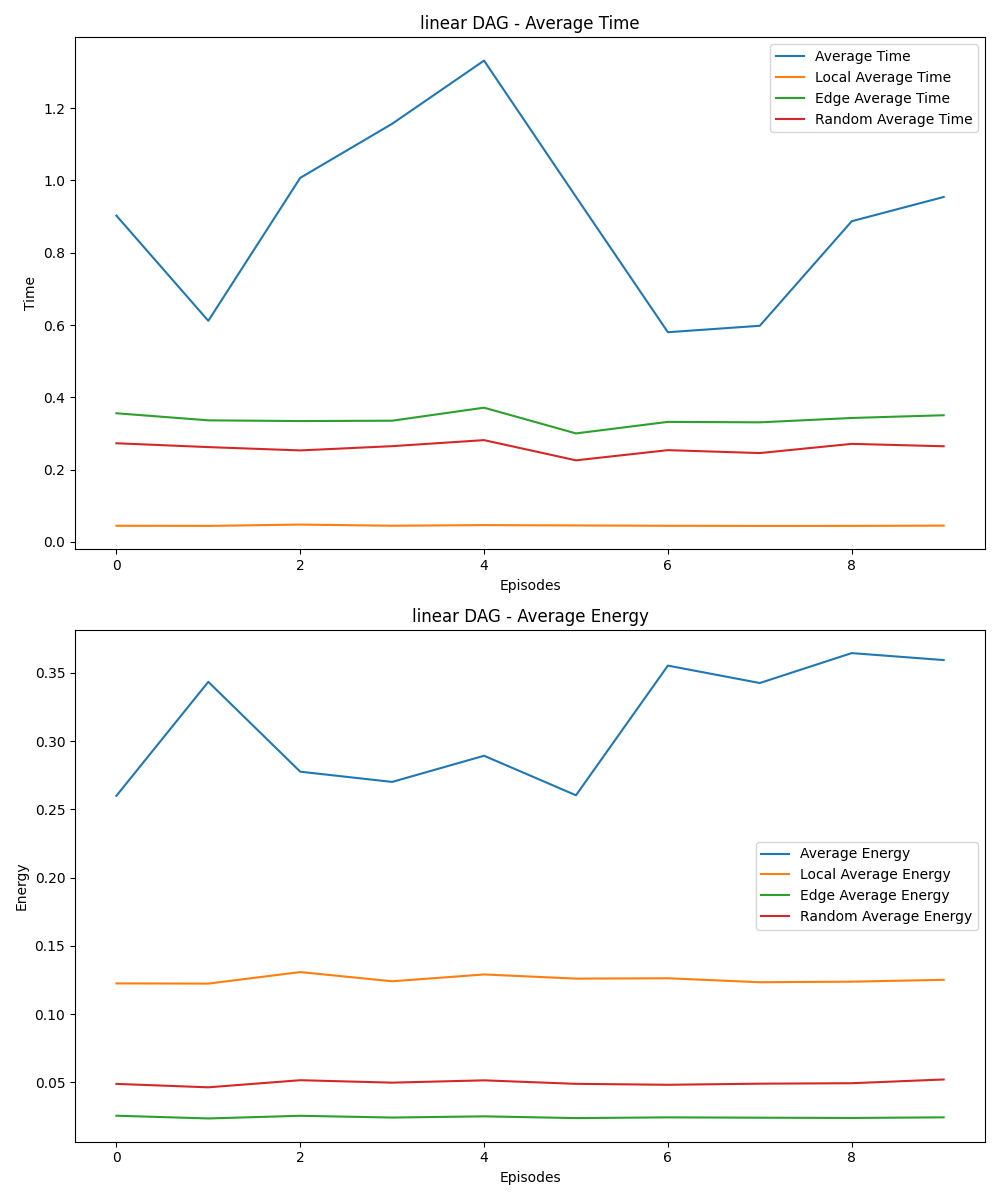 linear DAG - Average Time
Average Time
Local Average Time
Edge Average Time
Random Average Time
1.2
1.0
0.8
0.6
0.4
0.2
0.0
Time
0 2 4 6 8
Episodes
linear DAG - Average Energy
0.35
0.30
0.25
0.20
0.15
0.10
0.05
Energy
Average Energy
Local Average Energy
Edge Average Energy
Random Average Energy
0 2 4 6 8
Episodes